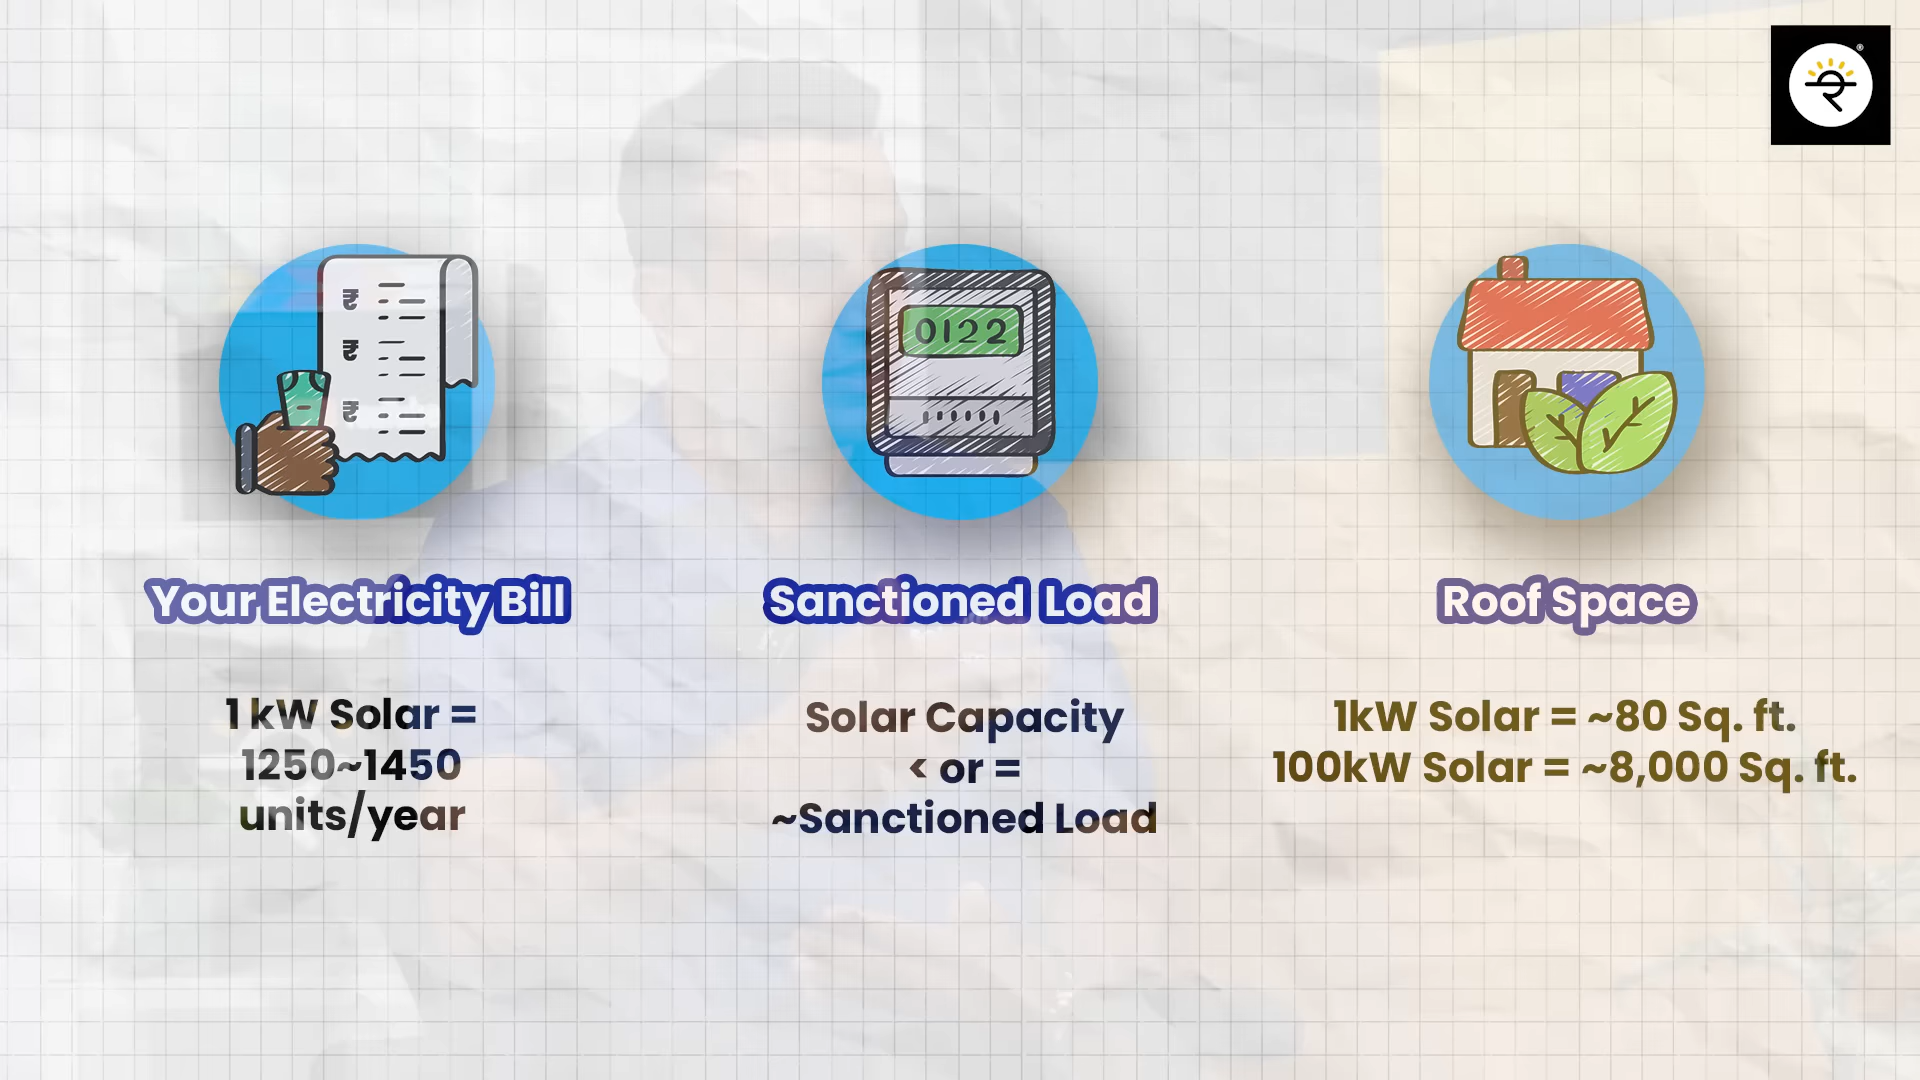 ₹
₹
₹
0122
Your Electricity Bill
1 kW Solar =
1250~1450
units/year
Sanctioned Load
Solar Capacity
< or =
~Sanctioned Load
Roof Space
1kW Solar = ~80 Sq. ft.
100kW Solar = ~8,000 Sq. ft.
®